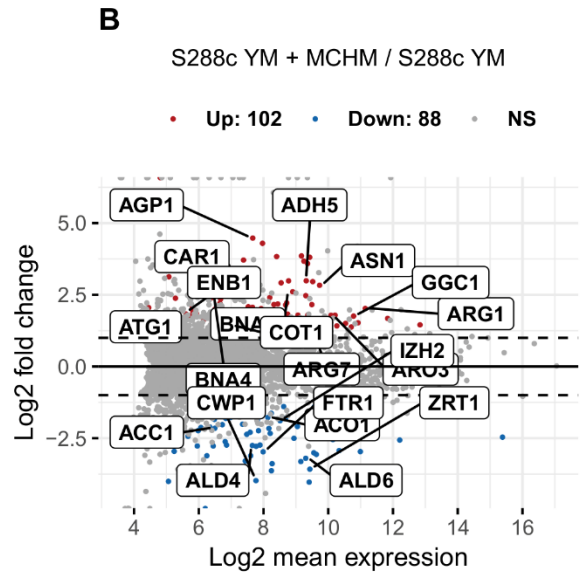 B
S288c YM + MCHM / S288c YM
Up: 102 Down: 88 NS
AGP1 ADH5
5.0
CAR1 ASN1
ENB1 GGC1
2.5
ATG1 BNA COT1 ARG1
IZH2
0.0
ARG7 ARO3
BNA4
CWP1 FTR1 ZRT1
ACC1 ACO1
−2.5
ALD4 ALD6
4 6 8 10 12 14 16
Log2 mean expression
Log2 fold change